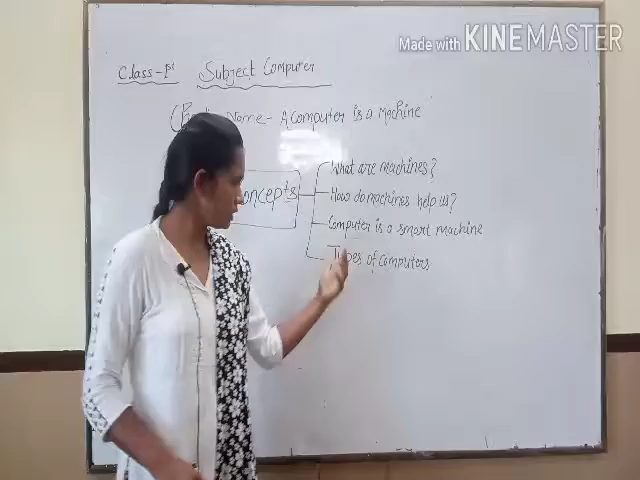 Made with KINEMASTER
Class-1st Subject Computer
Name- A Computer is a Machine
What are machines?
How do machines help us?
Computer is a smart machine
of computers